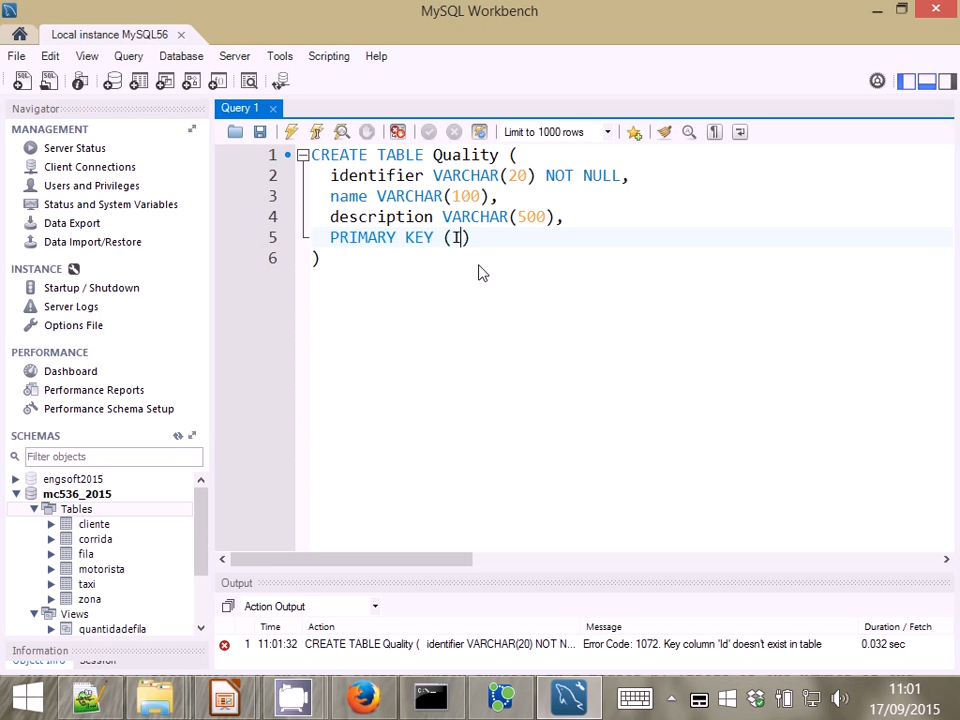 MySQL Workbench
Local instance MySQL56
File Edit View Query Database Server Tools Scripting Help
Navigator
MANAGEMENT
Server Status
Client Connections
Users and Privileges
Status and System Variables
Data Export
Data Import/Restore
INSTANCE
Startup / Shutdown
Server Logs
Options File
PERFORMANCE
Dashboard
Performance Reports
Performance Schema Setup
SCHEMAS
Filter objects
engsoft2015
mc536_2015
Tables
cliente
corrida
fila
motorista
taxi
zona
Views
quantidadefila
Information
Object Info Session
Query 1
Limit to 1000 rows
1 CREATE TABLE Quality (
2 identifier VARCHAR(20) NOT NULL,
3 name VARCHAR(100),
4 description VARCHAR(500),
5 PRIMARY KEY (I)
6 )
Output
Action Output
Time Action Message Duration / Fetch
1 11:01:32 CREATE TABLE Quality ( identifier VARCHAR(20) NOT N... Error Code: 1072. Key column 'Id' doesn't exist in table 0.032 sec
11:01
17/09/2015